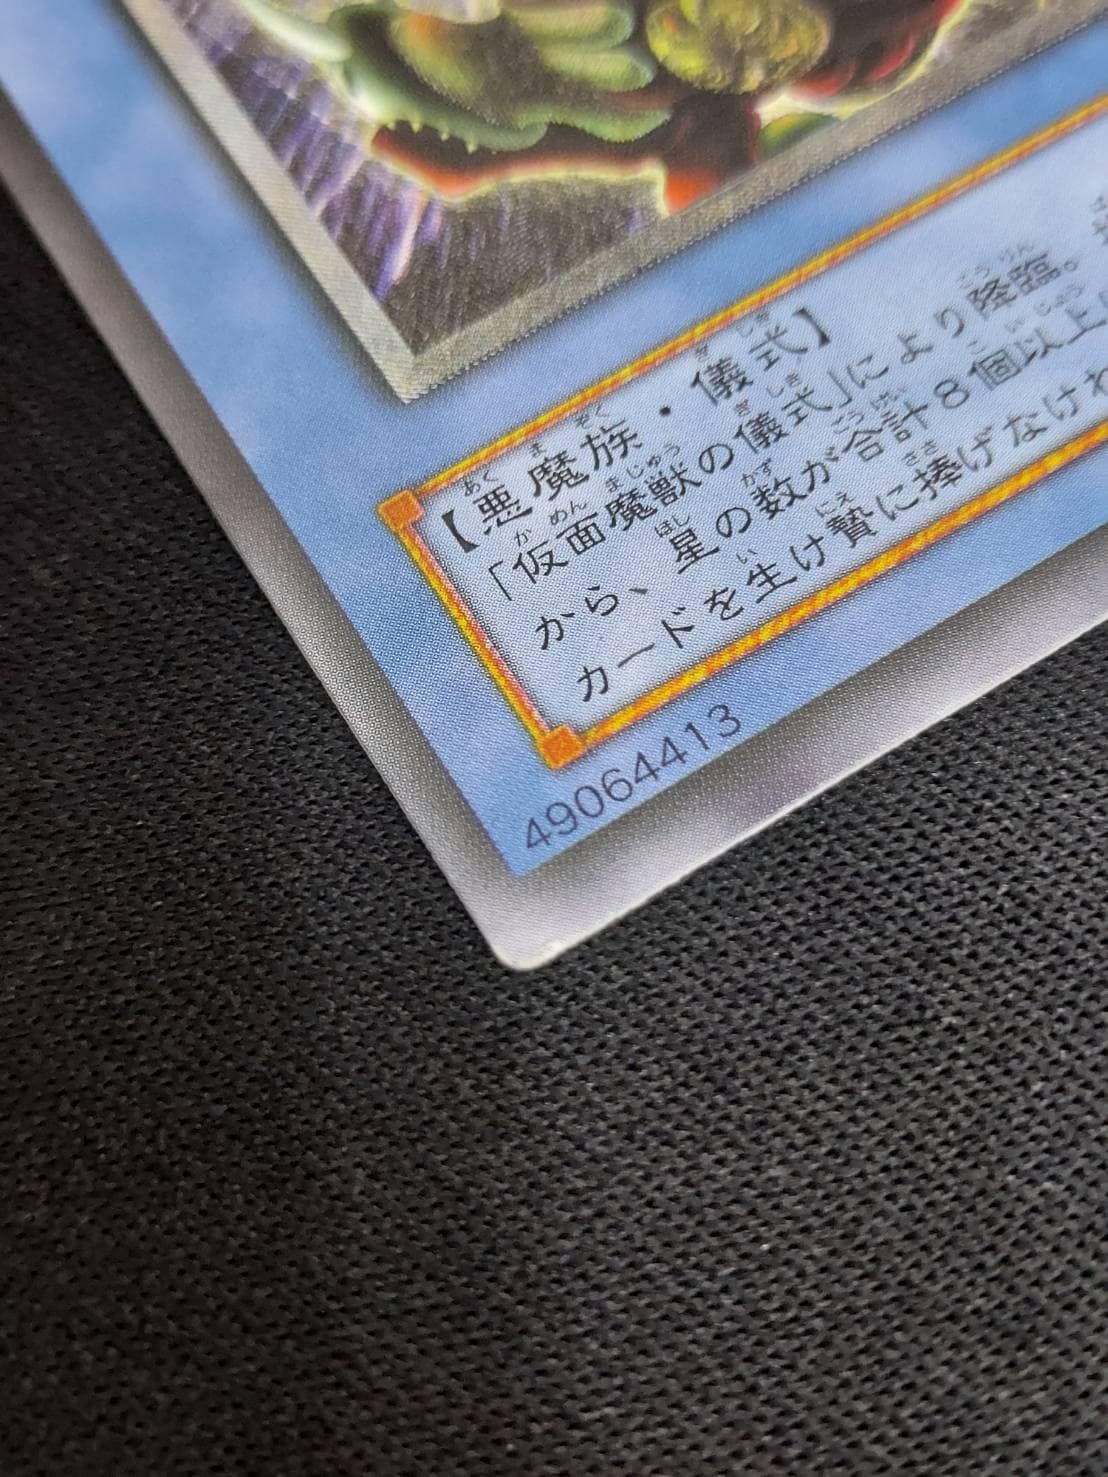 【悪魔族・儀式】
「仮面魔獣の儀式」により降臨。
から、星の数が合計8個以上
カードを生け贄に捧げなけれ
49064413